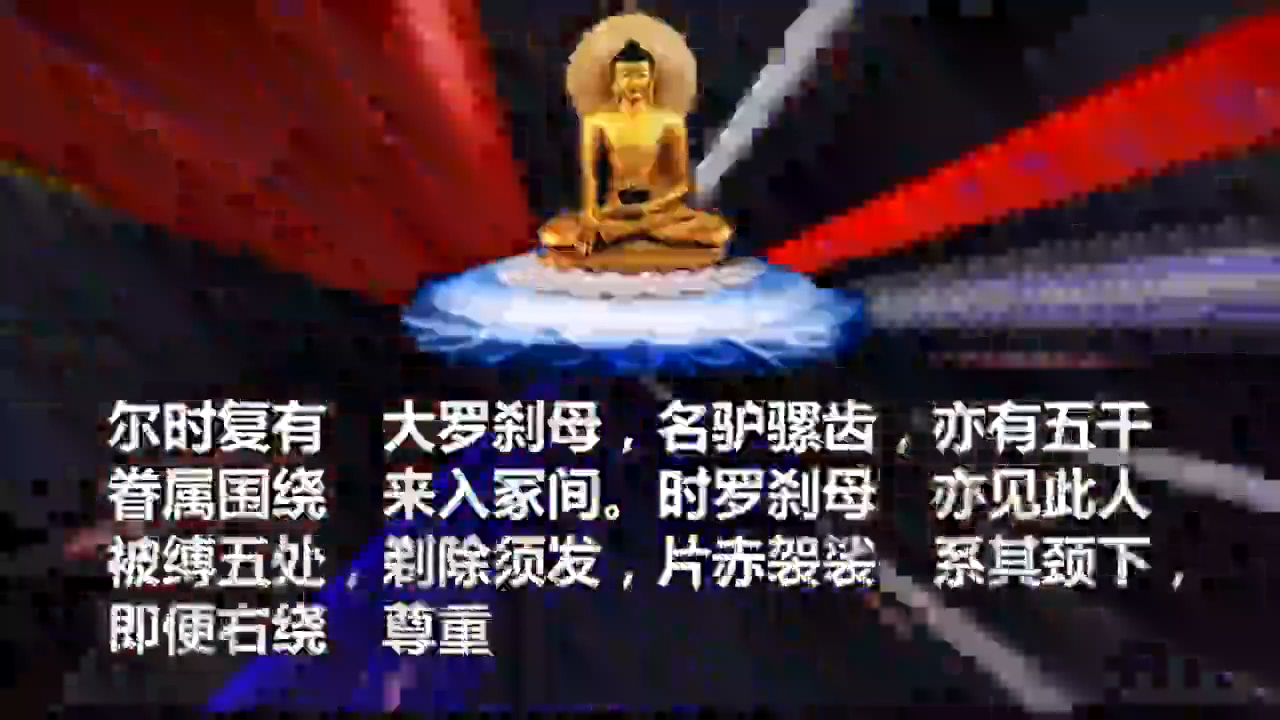 尔时复有　大罗刹母，名驴骡齿，亦有五千
眷属围绕　来入冢间。时罗刹母　亦见此人
被缚五处，剃除须发，片赤袈裟　系其颈下，
即便右绕　尊重